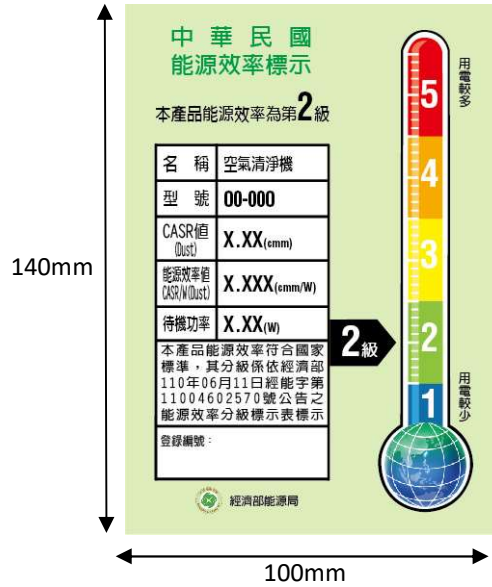 中華民國
能源效率標示
本產品能源效率為第2級
名稱 空氣清淨機
型號 00-000
CASR值(Dust) X.XX(cmm)
能源效率值CASR/W(Dust) X.XXX(cmm/W)
待機功率 X.XX(W)
本產品能源效率符合國家
標準，其分級係依經濟部
110年06月11日經能字第
11004602570號公告之
能源效率分級標示表標示
登錄編號：
經濟部能源局
用電較多
5
4
3
2
1
2級
用電較少
140mm
100mm